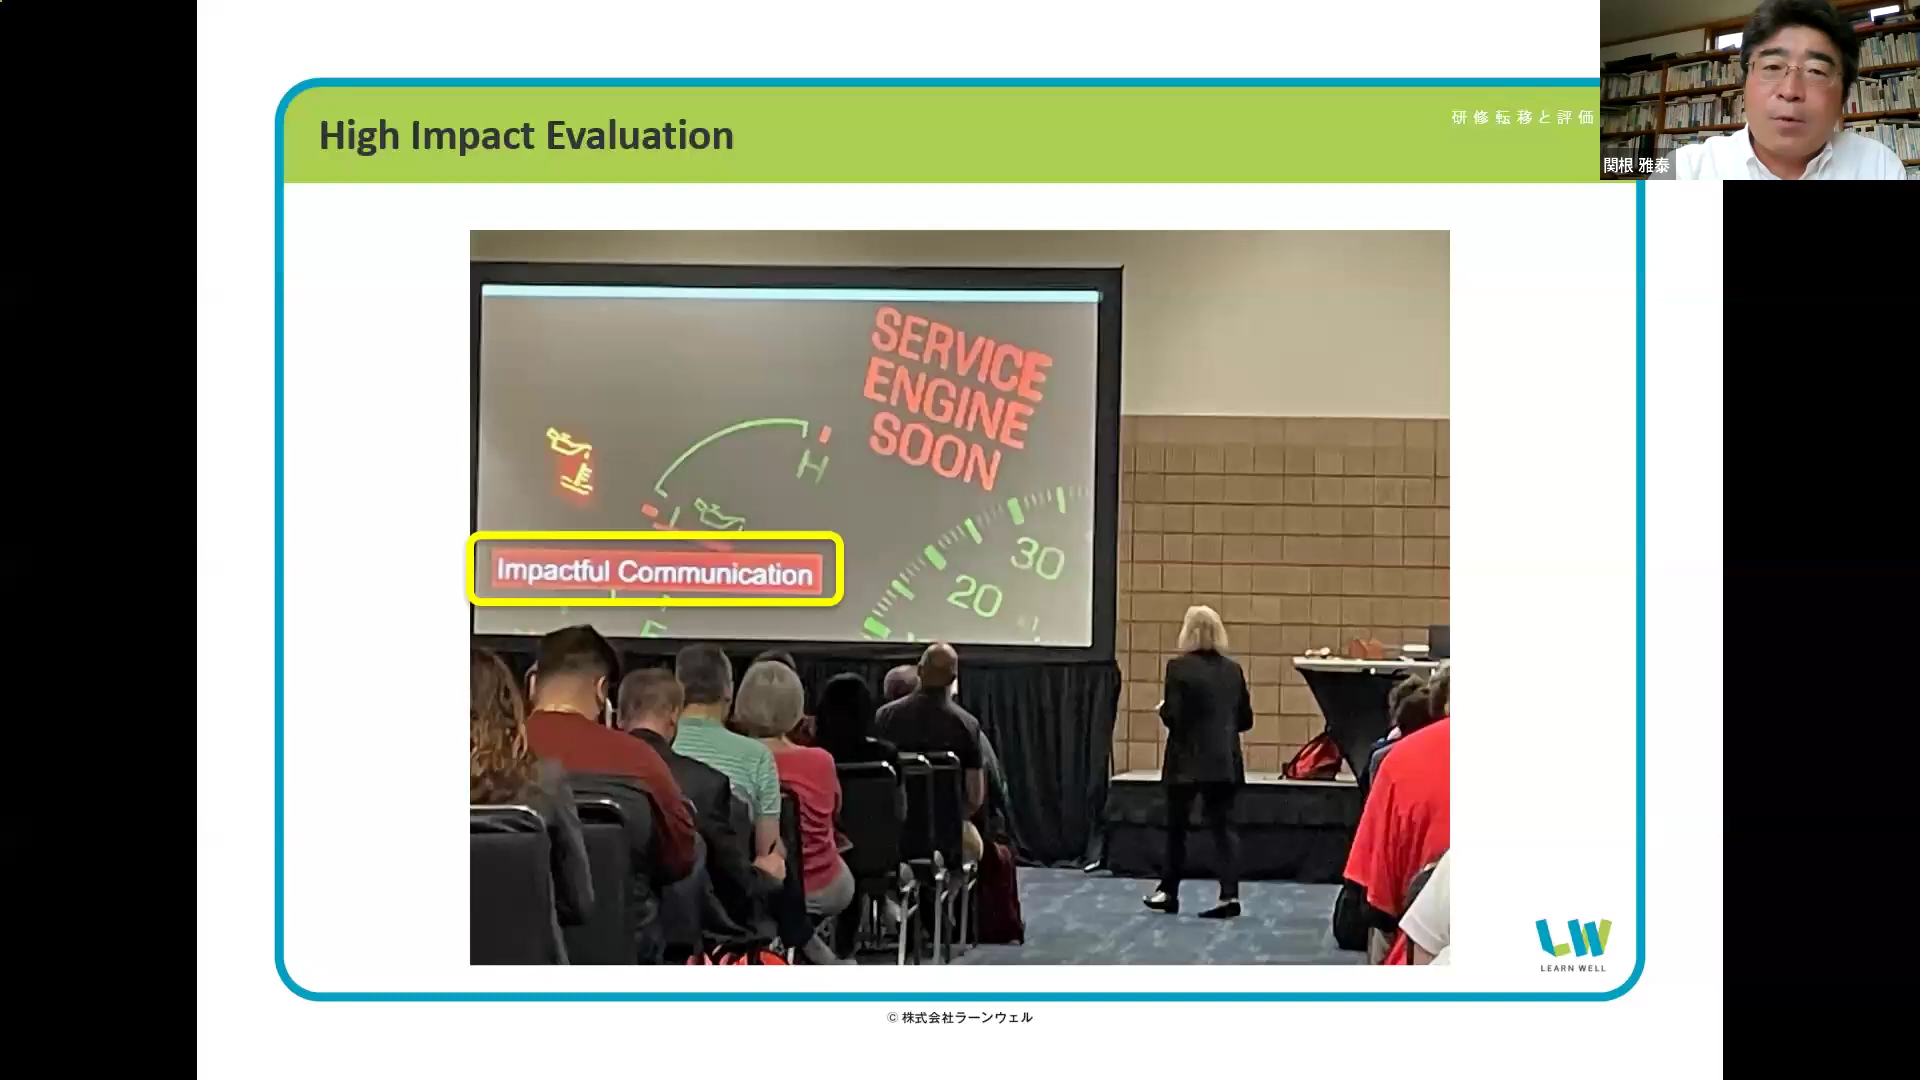 High Impact Evaluation
研修転移と評価
関根 雅泰
SERVICE
ENGINE
SOON
H
30
20
Impactful Communication
E
LEARN WELL
© 株式会社ラーンウェル